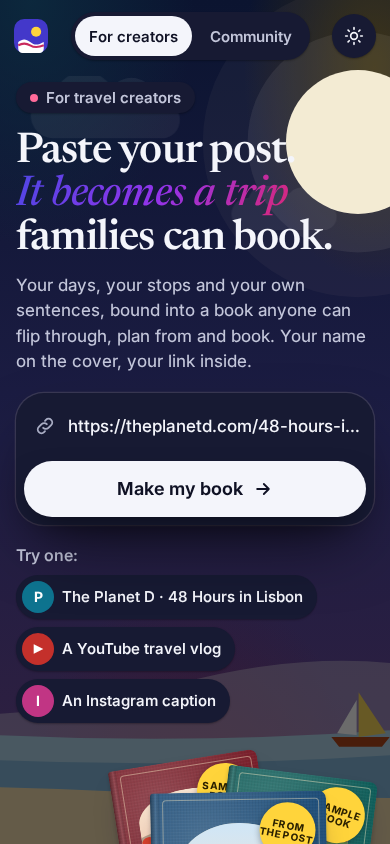 For creators
Community
For travel creators
Paste your post.
It becomes a trip
families can book.
Your days, your stops and your own
sentences, bound into a book anyone can
flip through, plan from and book. Your name
on the cover, your link inside.
https://theplanetd.com/48-hours-i...
Make my book →
Try one:
P The Planet D · 48 Hours in Lisbon
A YouTube travel vlog
I An Instagram caption
FROM
THE POST